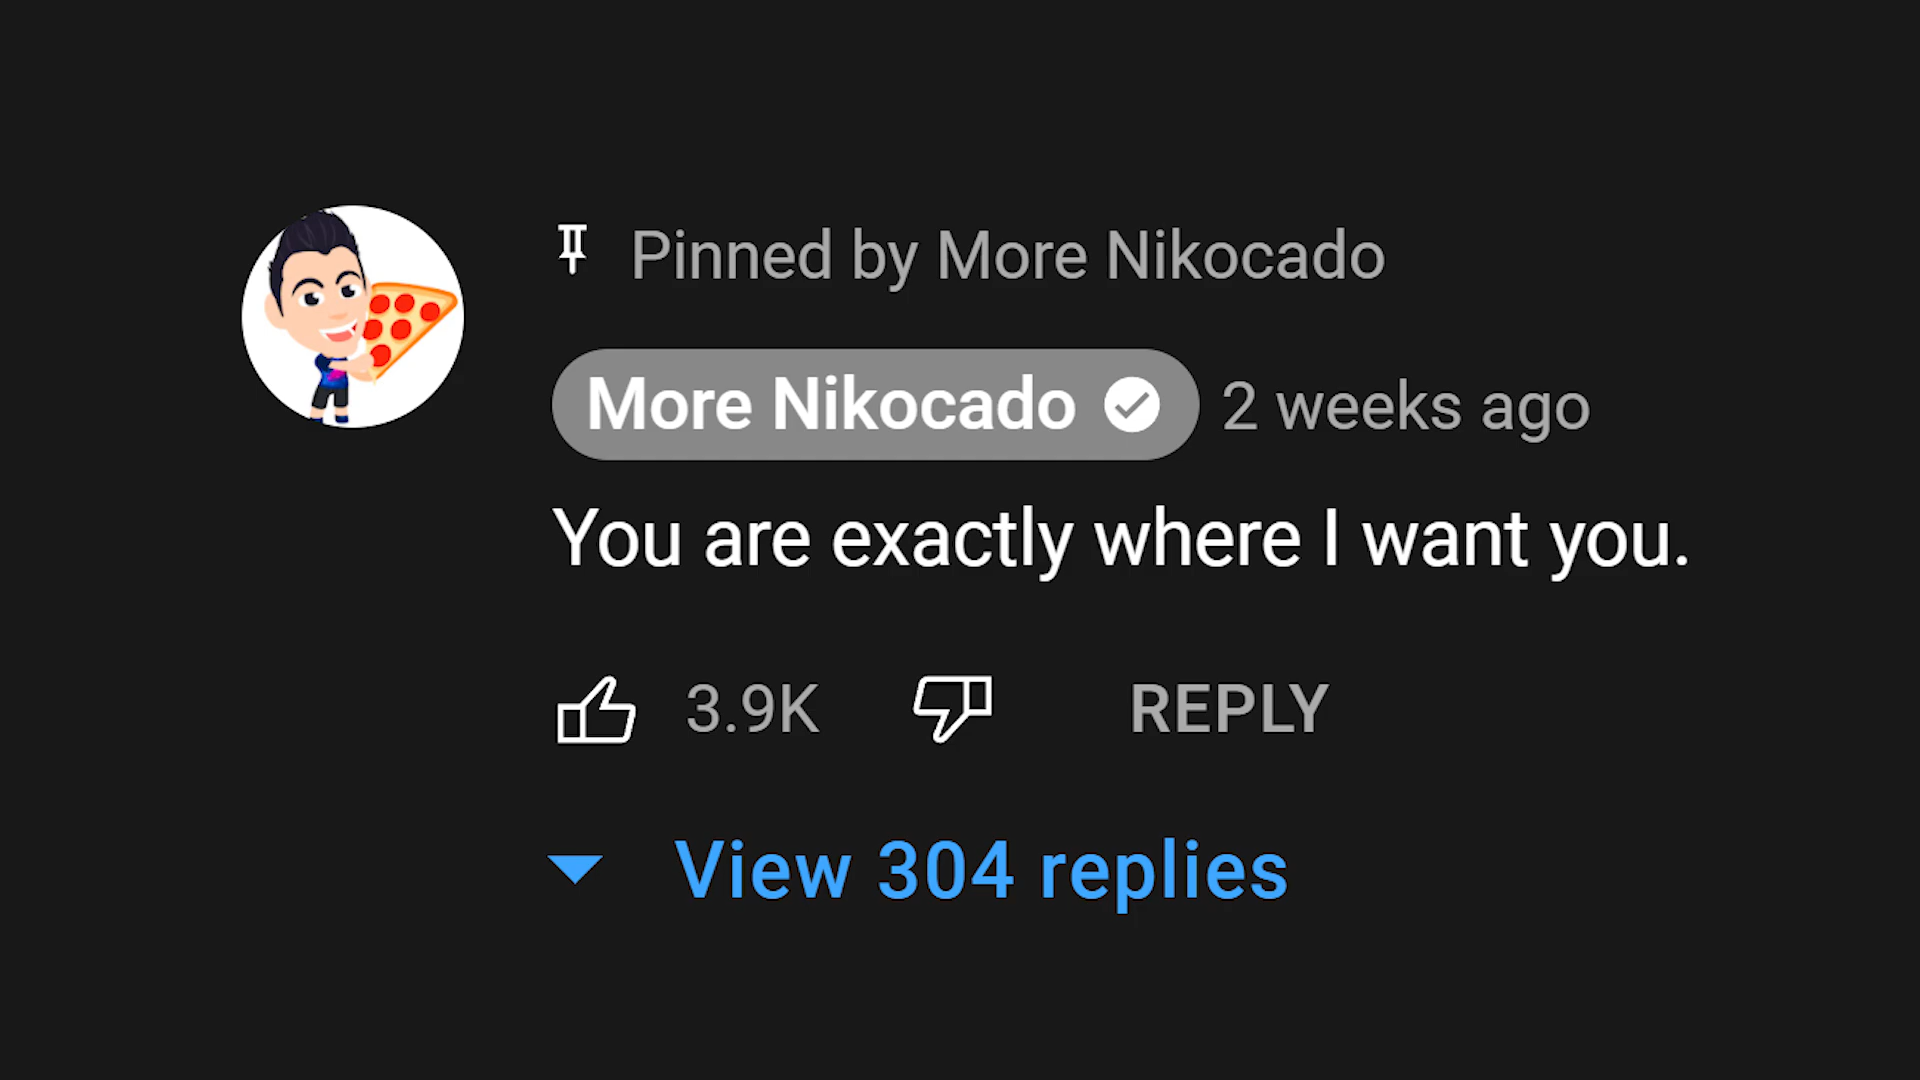 Pinned by More Nikocado
More Nikocado 2 weeks ago
You are exactly where I want you.
3.9K REPLY
View 304 replies